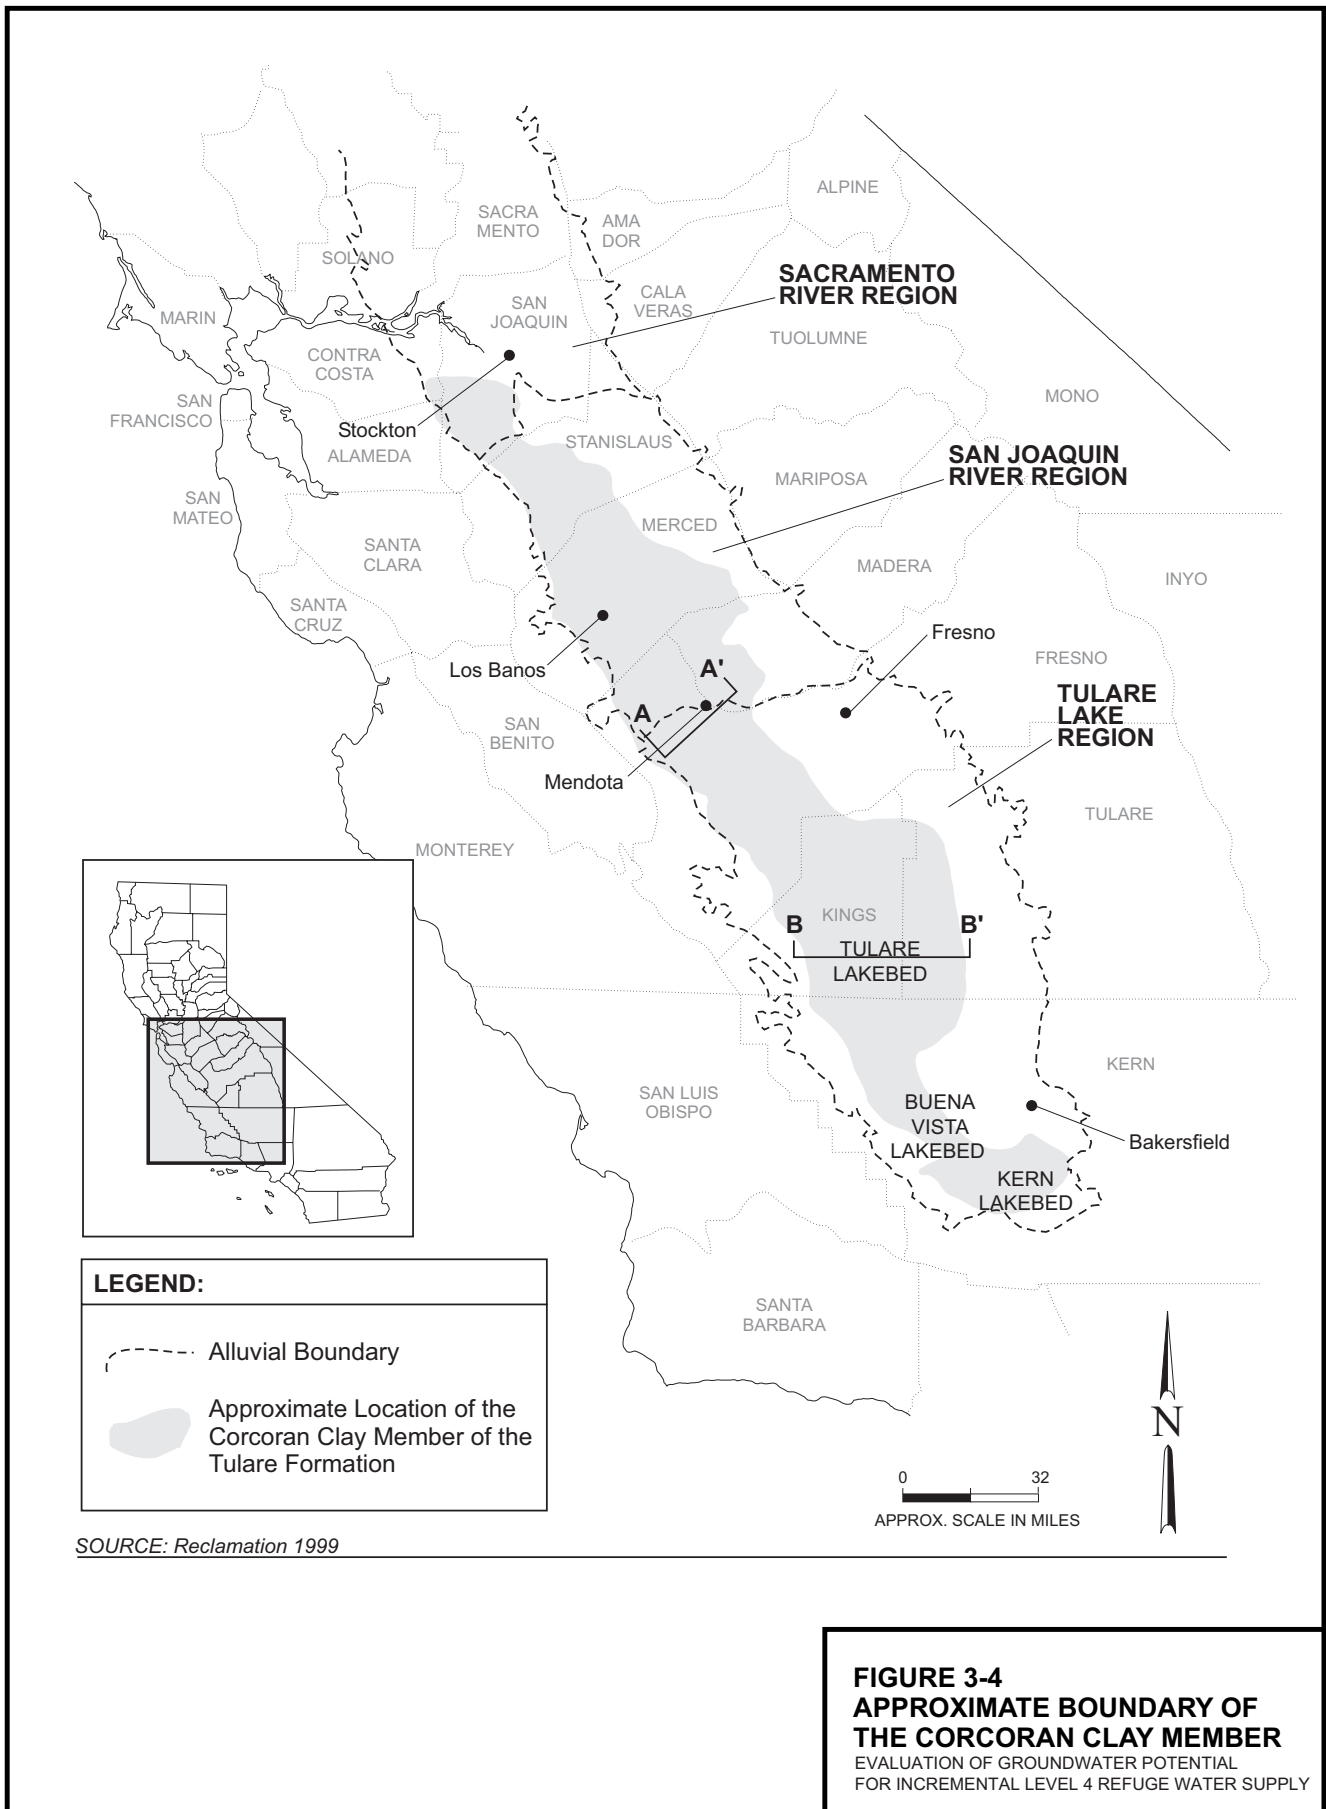 ALPINE
SACRA
MENTO
AMA
DOR
SOLANO
SACRAMENTO
RIVER REGION
CALA
VERAS
SAN
JOAQUIN
MARIN
TUOLUMNE
CONTRA
COSTA
MONO
SAN
FRANCISCO
Stockton
STANISLAUS
ALAMEDA
SAN JOAQUIN
RIVER REGION
MARIPOSA
SAN
MATEO
MERCED
SANTA
CLARA
MADERA
INYO
SANTA
CRUZ
Fresno
FRESNO
Los Banos
A'
TULARE
LAKE
REGION
A
SAN
BENITO
Mendota
TULARE
MONTEREY
KINGS
B
B'
TULARE
LAKEBED
KERN
SAN LUIS
OBISPO
BUENA
VISTA
LAKEBED
Bakersfield
KERN
LAKEBED
LEGEND:
Alluvial Boundary
Approximate Location of the
Corcoran Clay Member of the
Tulare Formation
SANTA
BARBARA
N
0 32
APPROX. SCALE IN MILES
SOURCE: Reclamation 1999
FIGURE 3-4
APPROXIMATE BOUNDARY OF
THE CORCORAN CLAY MEMBER
EVALUATION OF GROUNDWATER POTENTIAL
FOR INCREMENTAL LEVEL 4 REFUGE WATER SUPPLY